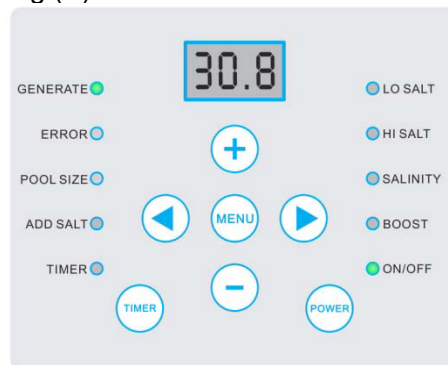 30.8
GENERATE
LO SALT
ERROR
HI SALT
+
POOL SIZE
SALINITY
MENU
ADD SALT
BOOST
TIMER
ON/OFF
−
TIMER
POWER